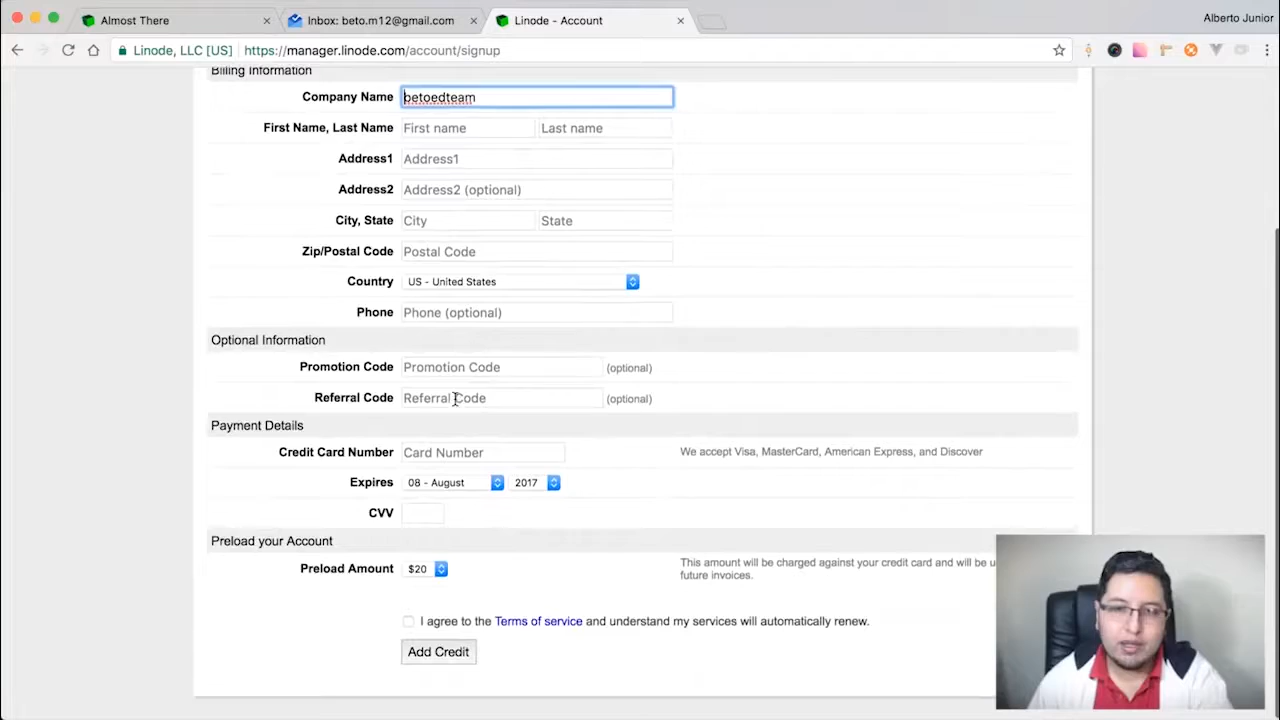 Almost There
Inbox: beto.m12@gmail.com
Linode - Account
Alberto Junior
Linode, LLC [US]
https://manager.linode.com/account/signup
Billing Information
Company Name betoedteam
First Name, Last Name First name Last name
Address1 Address1
Address2 Address2 (optional)
City, State City State
Zip/Postal Code Postal Code
Country US - United States
Phone Phone (optional)
Optional Information
Promotion Code Promotion Code (optional)
Referral Code Referral Code (optional)
Payment Details
Credit Card Number Card Number We accept Visa, MasterCard, American Express, and Discover
Expires 08 - August 2017
CVV
Preload your Account
Preload Amount $20 This amount will be charged against your credit card and will be
future invoices.
I agree to the Terms of service and understand my services will automatically renew.
Add Credit